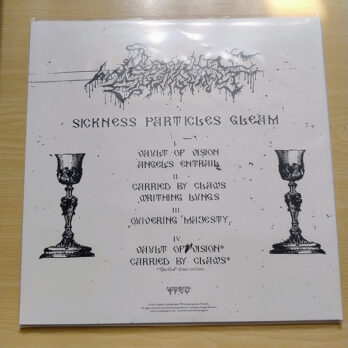 SICKNESS PARTICLES GLEAM
I
VAULT OF VISION
ANGEL'S ENTRAIL
II
CARRIED BY CLAWS
WRITHING LUNGS
III
QUIVERING MAJESTY
IV
VAULT OF VISION*
CARRIED BY CLAWS*